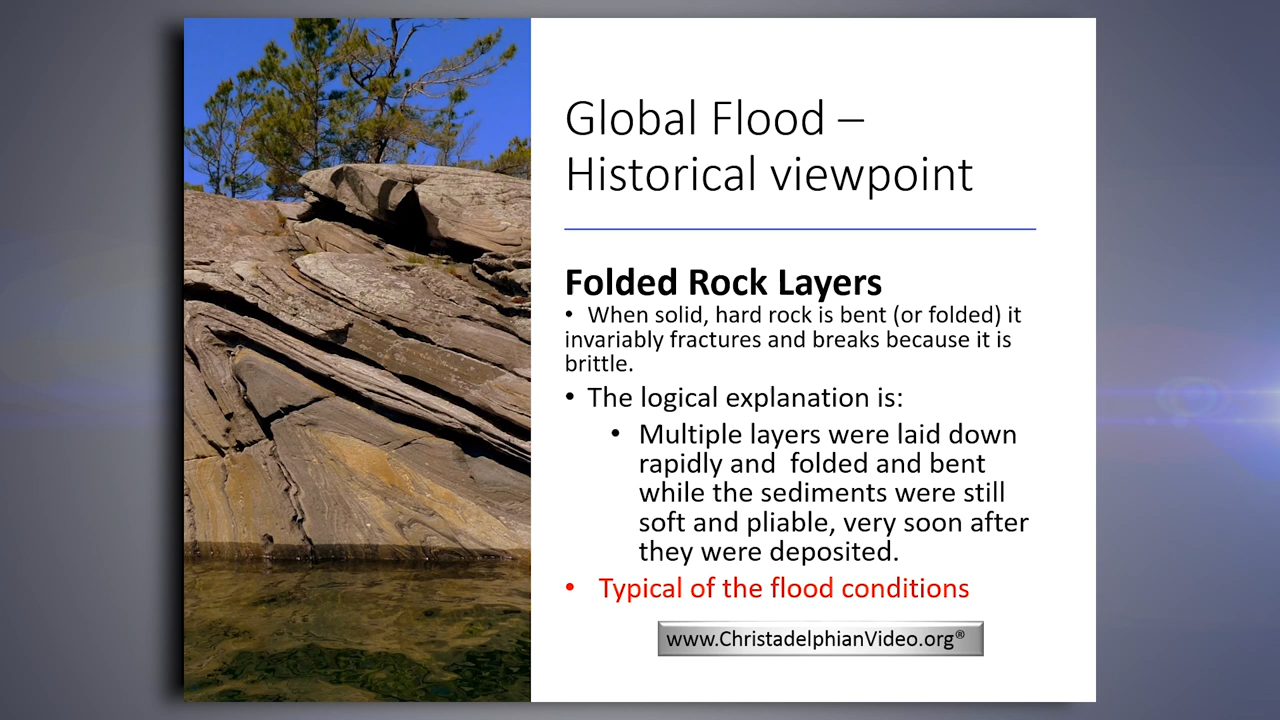 Global Flood –
Historical viewpoint
Folded Rock Layers
• When solid, hard rock is bent (or folded) it
invariably fractures and breaks because it is
brittle.
• The logical explanation is:
• Multiple layers were laid down
rapidly and  folded and bent
while the sediments were still
soft and pliable, very soon after
they were deposited.
• Typical of the flood conditions
www.ChristadelphianVideo.org®